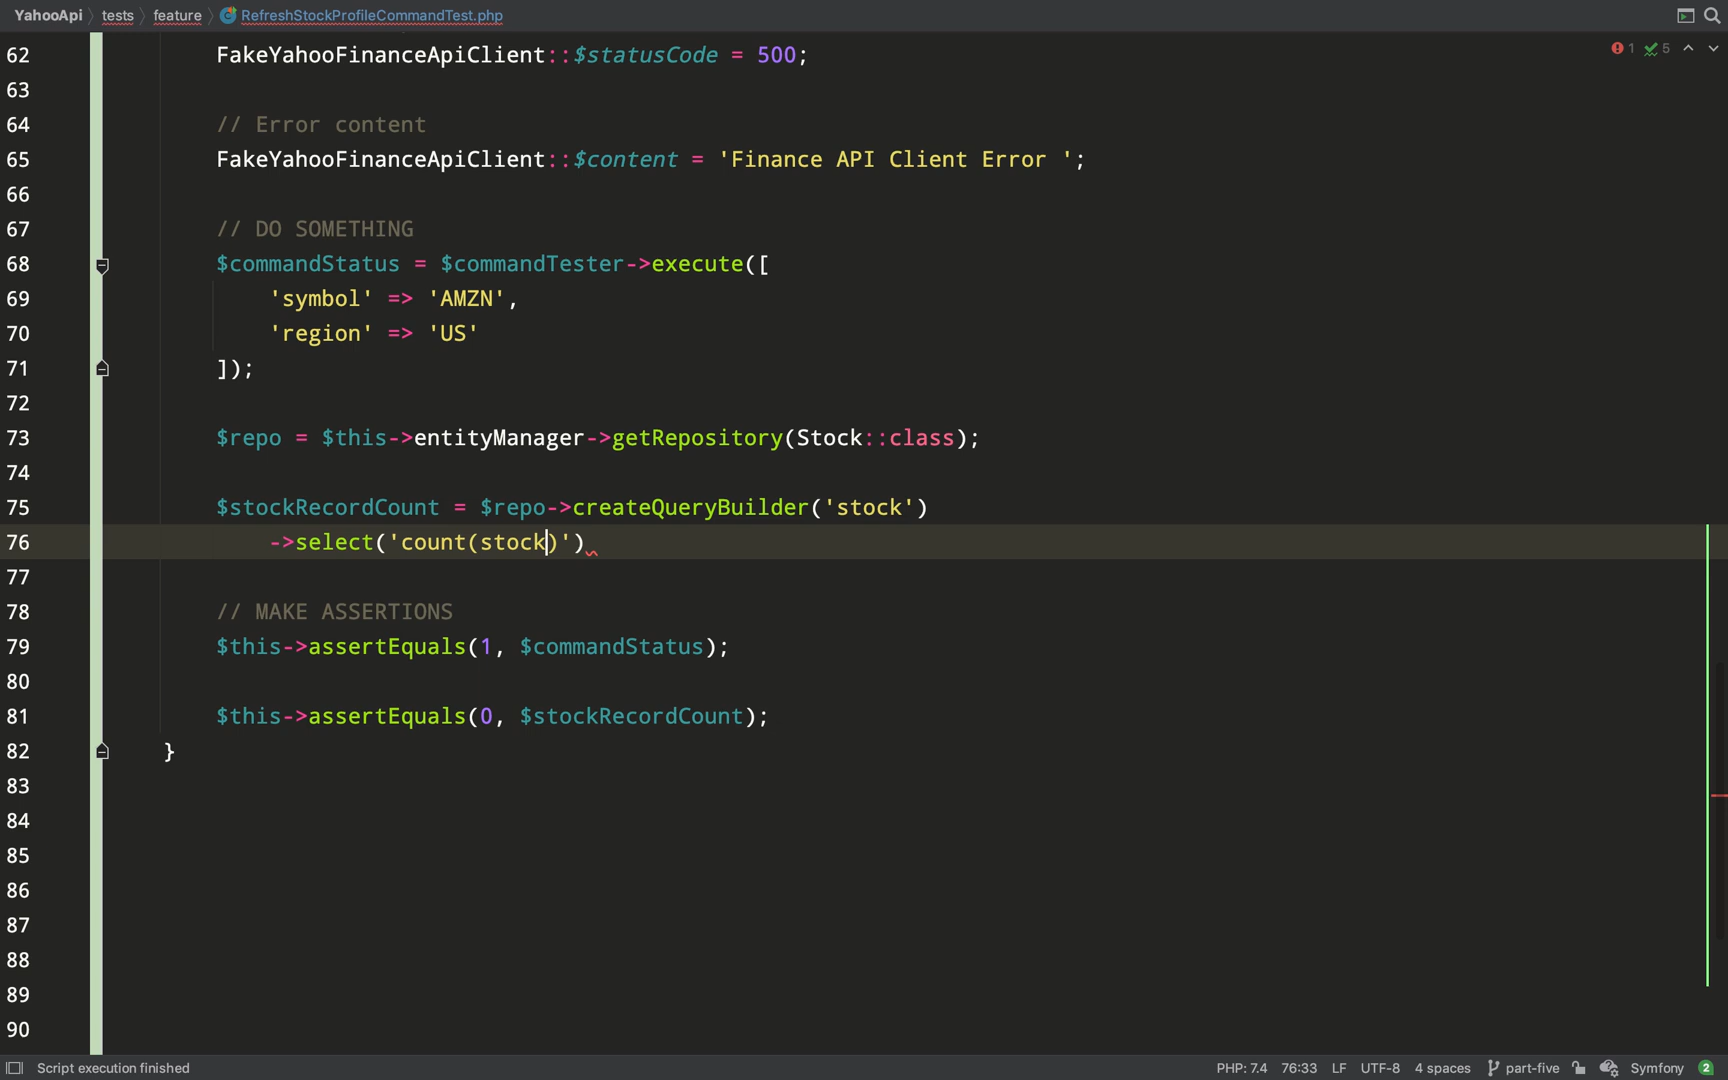 YahooApi tests feature RefreshStockProfileCommandTest.php
1 5
62 FakeYahooFinanceApiClient::$statusCode = 500;
63
64 // Error content
65 FakeYahooFinanceApiClient::$content = 'Finance API Client Error ';
66
67 // DO SOMETHING
68 $commandStatus = $commandTester->execute([
69 'symbol' => 'AMZN',
70 'region' => 'US'
71 ]);
72
73 $repo = $this->entityManager->getRepository(Stock::class);
74
75 $stockRecordCount = $repo->createQueryBuilder('stock')
76 ->select('count(stock)')
77
78 // MAKE ASSERTIONS
79 $this->assertEquals(1, $commandStatus);
80
81 $this->assertEquals(0, $stockRecordCount);
82 }
83
84
85
86
87
88
89
90
Script execution finished PHP: 7.4 76:33 LF UTF-8 4 spaces part-five Symfony 2